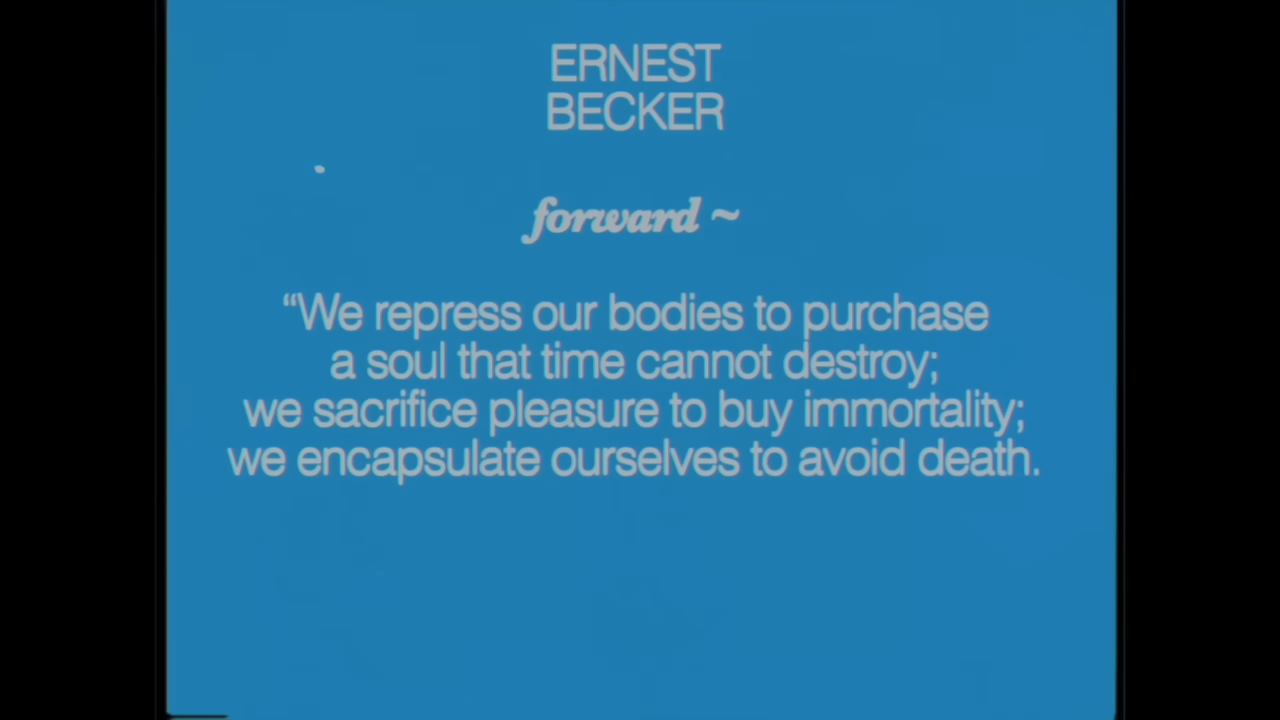 ERNEST
BECKER
forward ~
“We repress our bodies to purchase
a soul that time cannot destroy;
we sacrifice pleasure to buy immortality;
we encapsulate ourselves to avoid death.